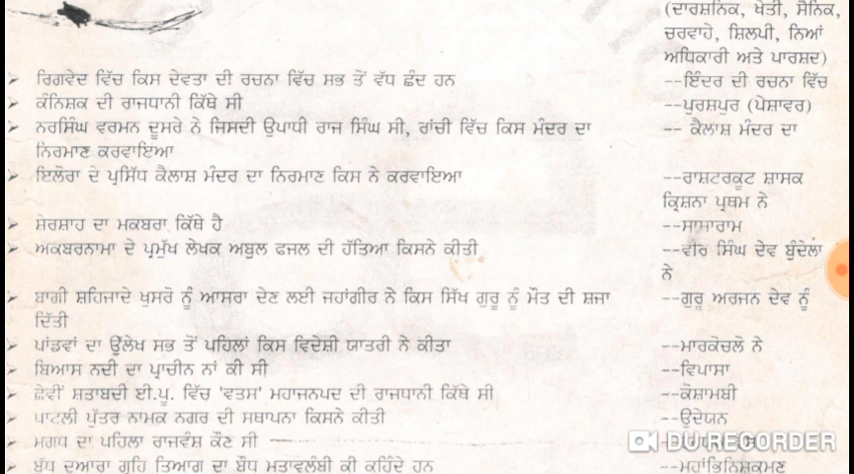 (ਦਾਰਸ਼ਨਿਕ, ਖੇਤੀ, ਸੈਨਿਕ,
ਚਰਵਾਹੇ, ਸ਼ਿਲਪੀ, ਨਿਆਂ
ਅਧਿਕਾਰੀ ਅਤੇ ਪਾਰਸ਼ਦ)
➢ ਰਿਗਵੇਦ ਵਿੱਚ ਕਿਸ ਦੇਵਤਾ ਦੀ ਰਚਨਾ ਵਿੱਚ ਸਭ ਤੋਂ ਵੱਧ ਛੰਦ ਹਨ --ਇੰਦਰ ਦੀ ਰਚਨਾ ਵਿੱਚ
➢ ਕੰਨਿਸ਼ਕ ਦੀ ਰਾਜਧਾਨੀ ਕਿੱਥੇ ਸੀ --ਪੁਰਸ਼ਪੁਰ (ਪੇਸ਼ਾਵਰ)
➢ ਨਰਸਿੰਘ ਵਰਮਨ ਦੂਸਰੇ ਨੇ ਜਿਸਦੀ ਉਪਾਧੀ ਰਾਜ ਸਿੰਘ ਸੀ, ਰਾਂਚੀ ਵਿੱਚ ਕਿਸ ਮੰਦਰ ਦਾ -- ਕੈਲਾਸ਼ ਮੰਦਰ ਦਾ
ਨਿਰਮਾਣ ਕਰਵਾਇਆ
➢ ਇਲੋਰਾ ਦੇ ਪ੍ਰਸਿੱਧ ਕੈਲਾਸ਼ ਮੰਦਰ ਦਾ ਨਿਰਮਾਣ ਕਿਸ ਨੇ ਕਰਵਾਇਆ --ਰਾਸ਼ਟਰਕੂਟ ਸ਼ਾਸਕ
ਕ੍ਰਿਸ਼ਨਾ ਪ੍ਰਥਮ ਨੇ
➢ ਸ਼ੇਰਸ਼ਾਹ ਦਾ ਮਕਬਰਾ ਕਿੱਥੇ ਹੈ --ਸਾਸਾਰਾਮ
➢ ਅਕਬਰਨਾਮਾ ਦੇ ਪ੍ਰਮੁੱਖ ਲੇਖਕ ਅਬੁਲ ਫਜਲ ਦੀ ਹੱਤਿਆ ਕਿਸਨੇ ਕੀਤੀ --ਵੀਰ ਸਿੰਘ ਦੇਵ ਬੁੰਦੇਲਾ
ਨੇ
➢ ਬਾਗੀ ਸ਼ਹਿਜਾਦੇ ਖੁਸਰੋ ਨੂੰ ਆਸਰਾ ਦੇਣ ਲਈ ਜਹਾਂਗੀਰ ਨੇ ਕਿਸ ਸਿੱਖ ਗੁਰੂ ਨੂੰ ਮੌਤ ਦੀ ਸ਼ਜਾ --ਗੁਰੂ ਅਰਜਨ ਦੇਵ ਨੂੰ
ਦਿੱਤੀ
➢ ਪਾਂਡਵਾਂ ਦਾ ਉੱਲੇਖ ਸਭ ਤੋਂ ਪਹਿਲਾਂ ਕਿਸ ਵਿਦੇਸ਼ੀ ਯਾਤਰੀ ਨੇ ਕੀਤਾ --ਮਾਰਕੋਚਲੋ ਨੇ
➢ ਬਿਆਸ ਨਦੀ ਦਾ ਪ੍ਰਾਚੀਨ ਨਾਂ ਕੀ ਸੀ --ਵਿਪਾਸਾ
➢ ਛੇਵੀਂ ਸ਼ਤਾਬਦੀ ਈ.ਪੂ. ਵਿੱਚ 'ਵਤਸ' ਮਹਾਜਨਪਦ ਦੀ ਰਾਜਧਾਨੀ ਕਿੱਥੇ ਸੀ --ਕੋਸ਼ਾਮਬੀ
➢ ਪਾਟਲੀ ਪੁੱਤਰ ਨਾਮਕ ਨਗਰ ਦੀ ਸਥਾਪਨਾ ਕਿਸਨੇ ਕੀਤੀ --ਉਦੇਯਨ
➢ ਮਗਧ ਦਾ ਪਹਿਲਾ ਰਾਜਵੰਸ਼ ਕੌਣ ਸੀ
DU RECORDER
➢ ਬੁੱਧ ਦੁਆਰਾ ਗ੍ਰਹਿ ਤਿਆਗ ਦਾ ਬੌਧ ਮਤਾਵਲੰਬੀ ਕੀ ਕਹਿੰਦੇ ਹਨ --ਮਹਾਂਭਿਨਿਸ਼ਕਮਣ